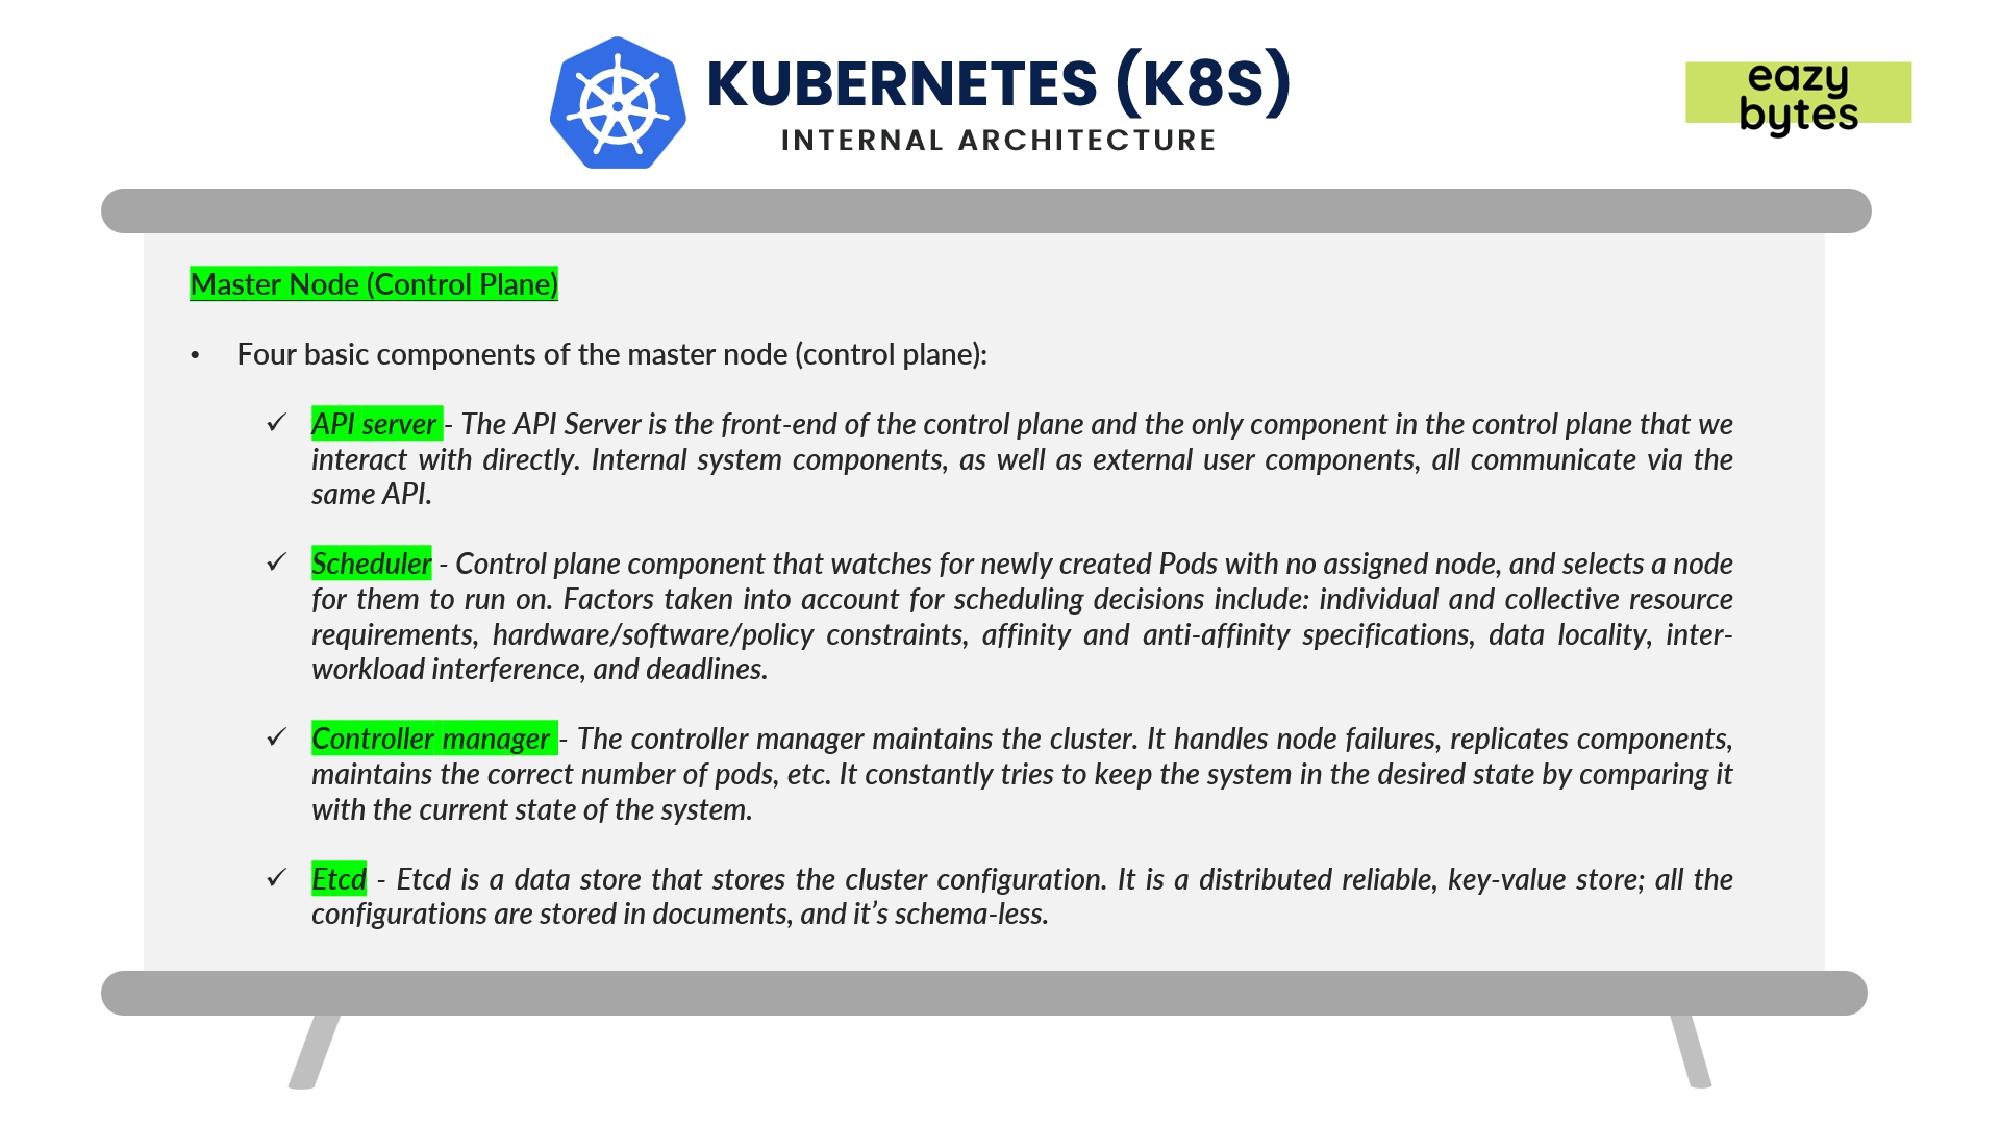 KUBERNETES (K8S)
INTERNAL ARCHITECTURE
eazy
bytes
Master Node (Control Plane)
• Four basic components of the master node (control plane):
✓ API server - The API Server is the front-end of the control plane and the only component in the control plane that we
interact with directly. Internal system components, as well as external user components, all communicate via the
same API.
✓ Scheduler - Control plane component that watches for newly created Pods with no assigned node, and selects a node
for them to run on. Factors taken into account for scheduling decisions include: individual and collective resource
requirements, hardware/software/policy constraints, affinity and anti-affinity specifications, data locality, inter-
workload interference, and deadlines.
✓ Controller manager - The controller manager maintains the cluster. It handles node failures, replicates components,
maintains the correct number of pods, etc. It constantly tries to keep the system in the desired state by comparing it
with the current state of the system.
✓ Etcd - Etcd is a data store that stores the cluster configuration. It is a distributed reliable, key-value store; all the
configurations are stored in documents, and it’s schema-less.